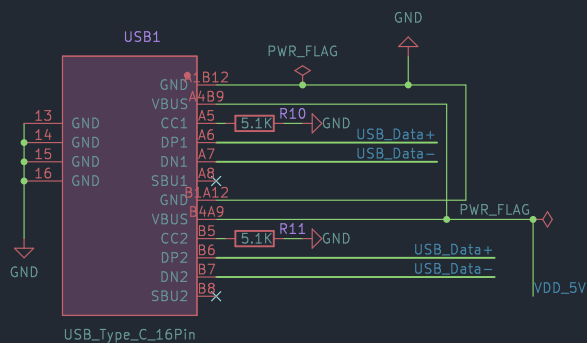 GND
USB1
PWR_FLAG
GND A1B12
VBUS A4B9
13 GND CC1 A5 5.1K R10 GND
14 GND DP1 A6 USB_Data+
15 GND DN1 A7 USB_Data-
16 GND SBU1 A8
GND B1A12
VBUS B4A9 PWR_FLAG
CC2 B5 5.1K R11 GND
DP2 B6 USB_Data+
GND
DN2 B7 USB_Data-
SBU2 B8 VDD_5V
USB_Type_C_16Pin